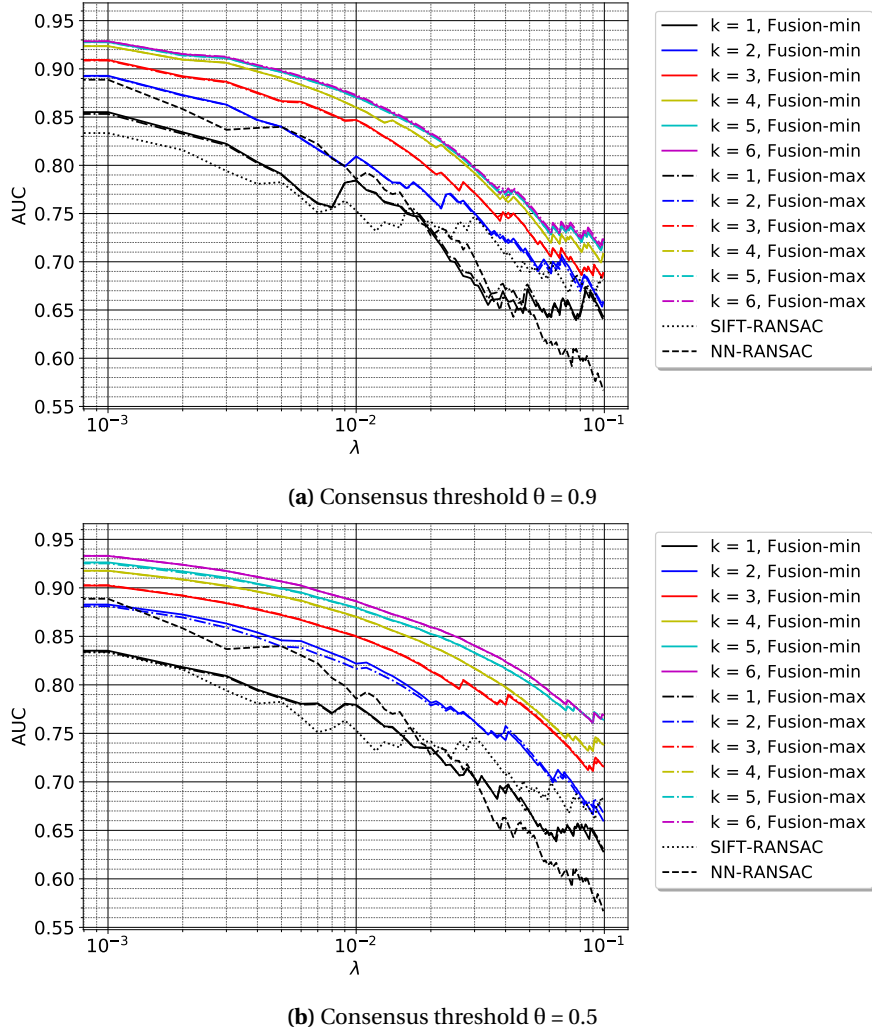 0.95
0.90
0.85
0.80
0.75
0.70
0.65
0.60
0.55
AUC
10⁻³
10⁻²
10⁻¹
λ
k = 1, Fusion-min
k = 2, Fusion-min
k = 3, Fusion-min
k = 4, Fusion-min
k = 5, Fusion-min
k = 6, Fusion-min
k = 1, Fusion-max
k = 2, Fusion-max
k = 3, Fusion-max
k = 4, Fusion-max
k = 5, Fusion-max
k = 6, Fusion-max
SIFT-RANSAC
NN-RANSAC
(a) Consensus threshold θ = 0.9
0.95
0.90
0.85
0.80
0.75
0.70
0.65
0.60
0.55
AUC
10⁻³
10⁻²
10⁻¹
λ
k = 1, Fusion-min
k = 2, Fusion-min
k = 3, Fusion-min
k = 4, Fusion-min
k = 5, Fusion-min
k = 6, Fusion-min
k = 1, Fusion-max
k = 2, Fusion-max
k = 3, Fusion-max
k = 4, Fusion-max
k = 5, Fusion-max
k = 6, Fusion-max
SIFT-RANSAC
NN-RANSAC
(b) Consensus threshold θ = 0.5